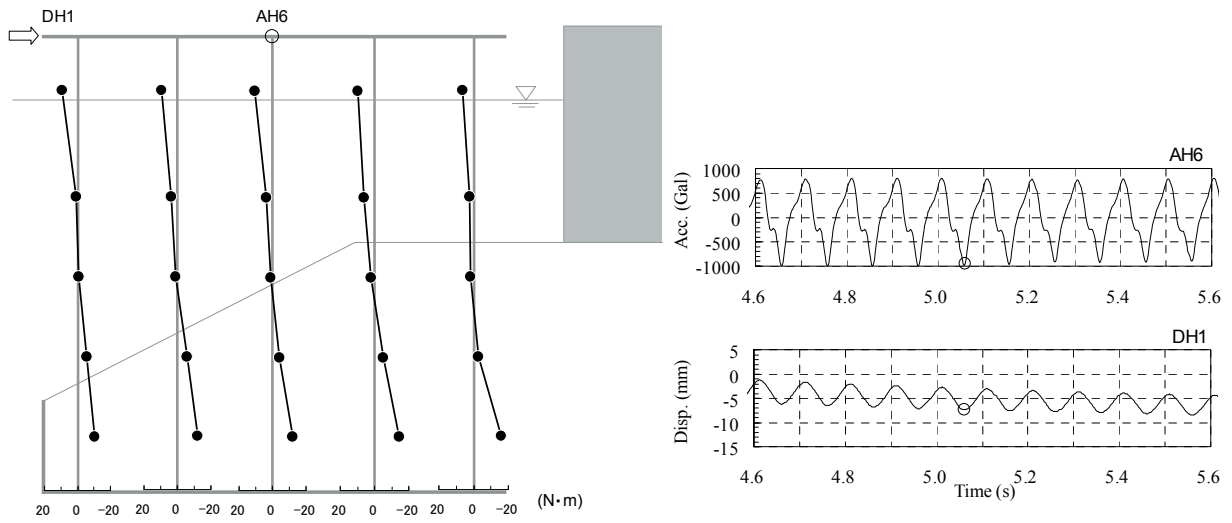 DH1
AH6
20 0 -20 20 0 -20 20 0 -20 20 0 -20 20 0 -20 (N·m)
AH6
Acc. (Gal)
1000
500
0
-500
-1000
4.6 4.8 5.0 5.2 5.4 5.6
DH1
Disp. (mm)
5
0
-5
-10
-15
4.6 4.8 5.0 5.2 5.4 5.6
Time (s)